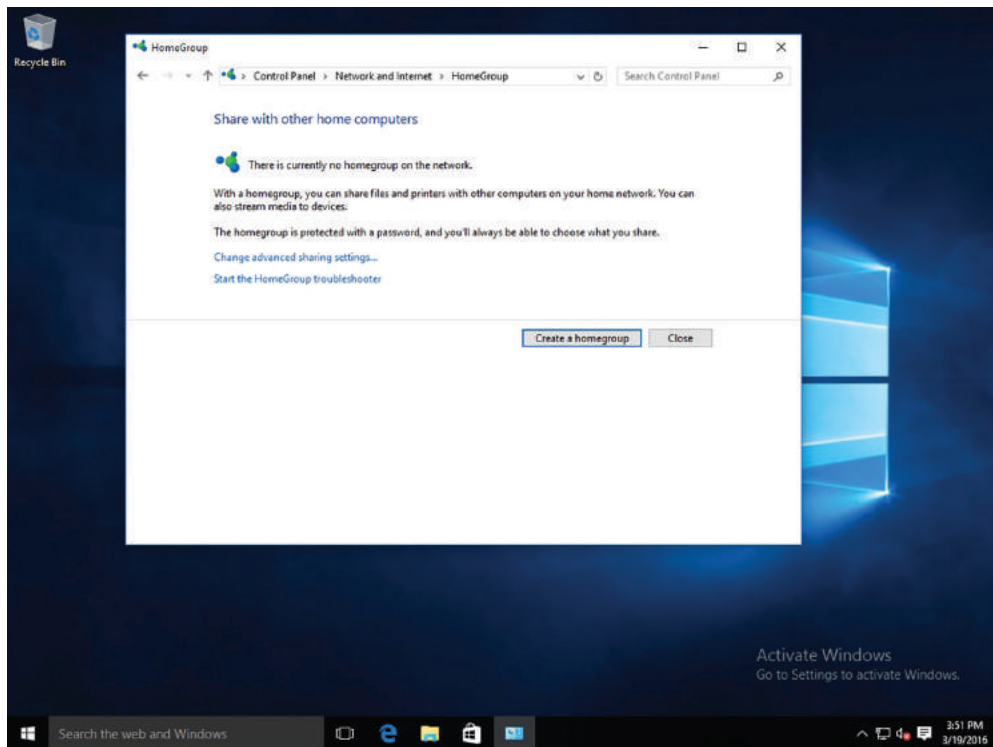 Recycle Bin
HomeGroup
Control Panel > Network and Internet > HomeGroup
Search Control Panel
Share with other home computers
There is currently no homegroup on the network.
With a homegroup, you can share files and printers with other computers on your home network. You can
also stream media to devices.
The homegroup is protected with a password, and you'll always be able to choose what you share.
Change advanced sharing settings...
Start the HomeGroup troubleshooter
Create a homegroup
Close
Activate Windows
Go to Settings to activate Windows.
Search the web and Windows
3:51 PM
3/19/2016